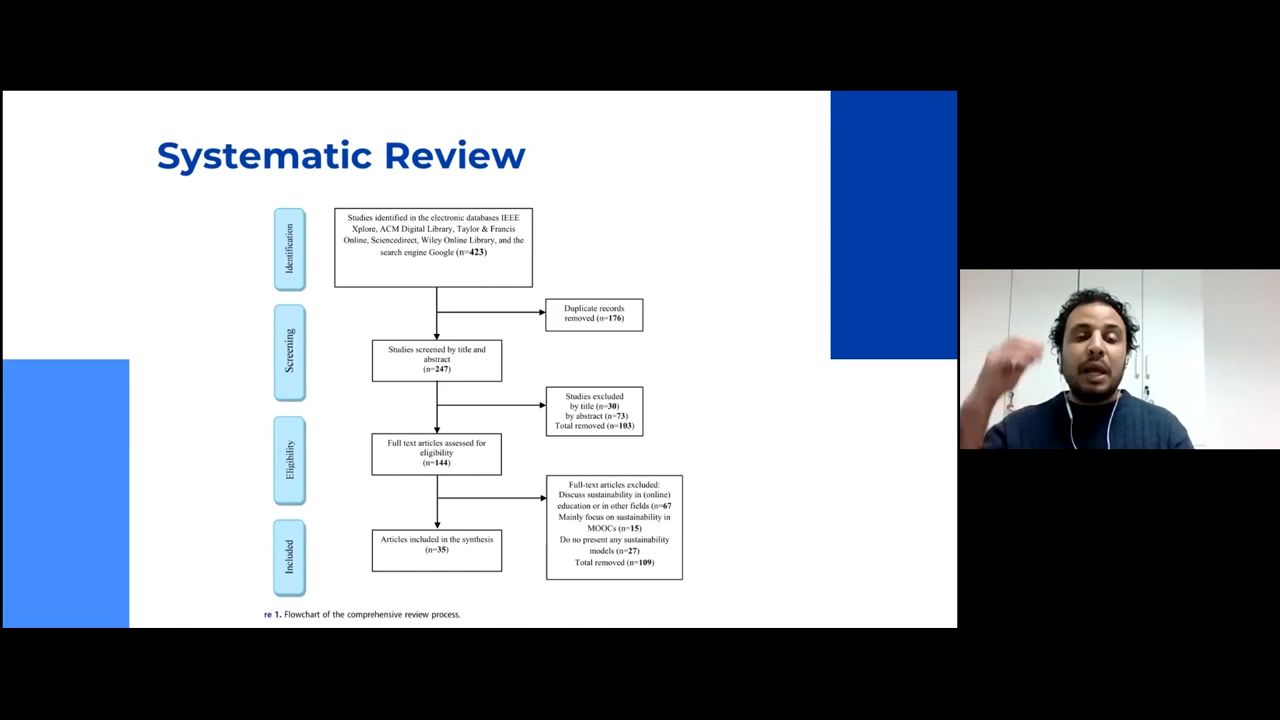 Systematic Review
Identification
Studies identified in the electronic databases IEEE
Xplore, ACM Digital Library, Taylor & Francis
Online, Sciencedirect, Wiley Online Library, and the
search engine Google (n=423)
Duplicate records
removed (n=176)
Screening
Studies screened by title and
abstract
(n=247)
Studies excluded
by title (n=30)
by abstract (n=73)
Total removed (n=103)
Eligibility
Full text articles assessed for
eligibility
(n=144)
Full-text articles excluded:
Discuss sustainability in (online)
education or in other fields (n=67
Mainly focus on sustainability in
MOOCs (n=15)
Do no present any sustainability
models (n=27)
Total removed (n=109)
Included
Articles included in the synthesis
(n=35)
re 1. Flowchart of the comprehensive review process.